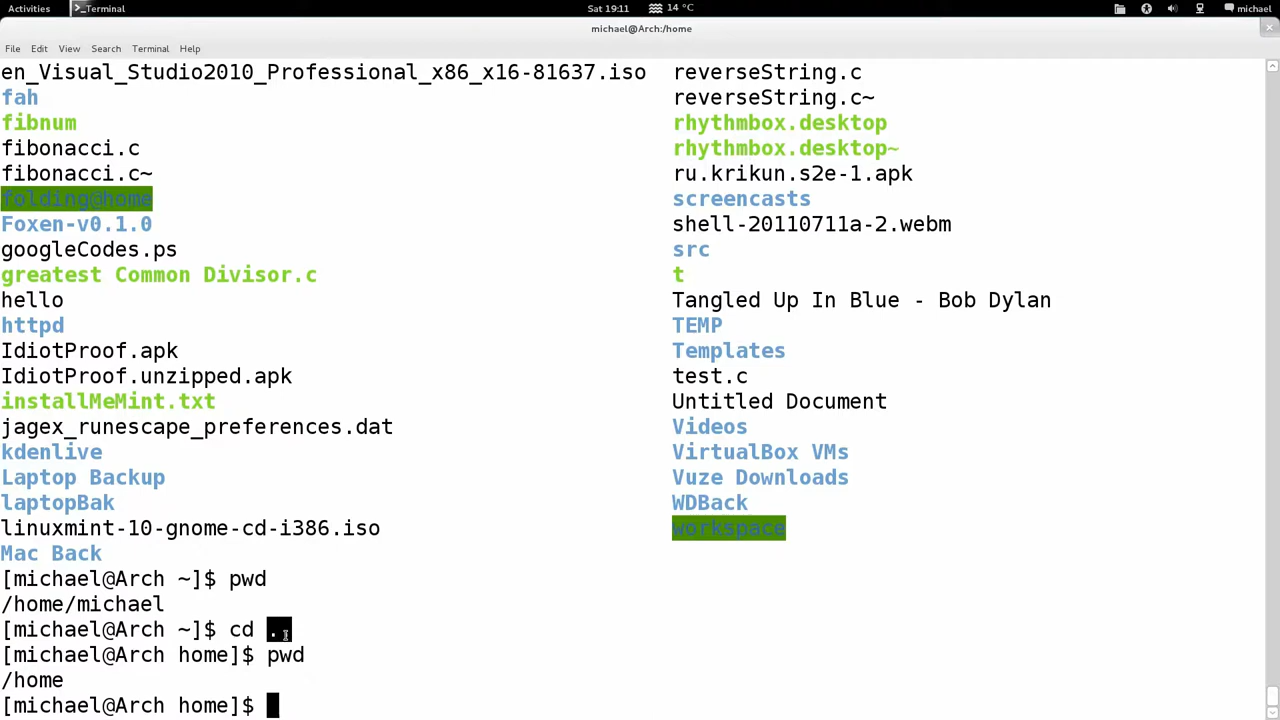 Activities
Terminal
Sat 19:11
14 °C
michael
michael@Arch:/home
File Edit View Search Terminal Help
en_Visual_Studio2010_Professional_x86_x16-81637.iso reverseString.c
fah reverseString.c~
fibnum rhythmbox.desktop
fibonacci.c rhythmbox.desktop~
fibonacci.c~ ru.krikun.s2e-1.apk
folding@home screencasts
Foxen-v0.1.0 shell-20110711a-2.webm
googleCodes.ps src
greatest Common Divisor.c t
hello Tangled Up In Blue - Bob Dylan
httpd TEMP
IdiotProof.apk Templates
IdiotProof.unzipped.apk test.c
installMeMint.txt Untitled Document
jagex_runescape_preferences.dat Videos
kdenlive VirtualBox VMs
Laptop Backup Vuze Downloads
laptopBak WDBack
linuxmint-10-gnome-cd-i386.iso workspace
Mac Back
[michael@Arch ~]$ pwd
/home/michael
[michael@Arch ~]$ cd ..
[michael@Arch home]$ pwd
/home
[michael@Arch home]$